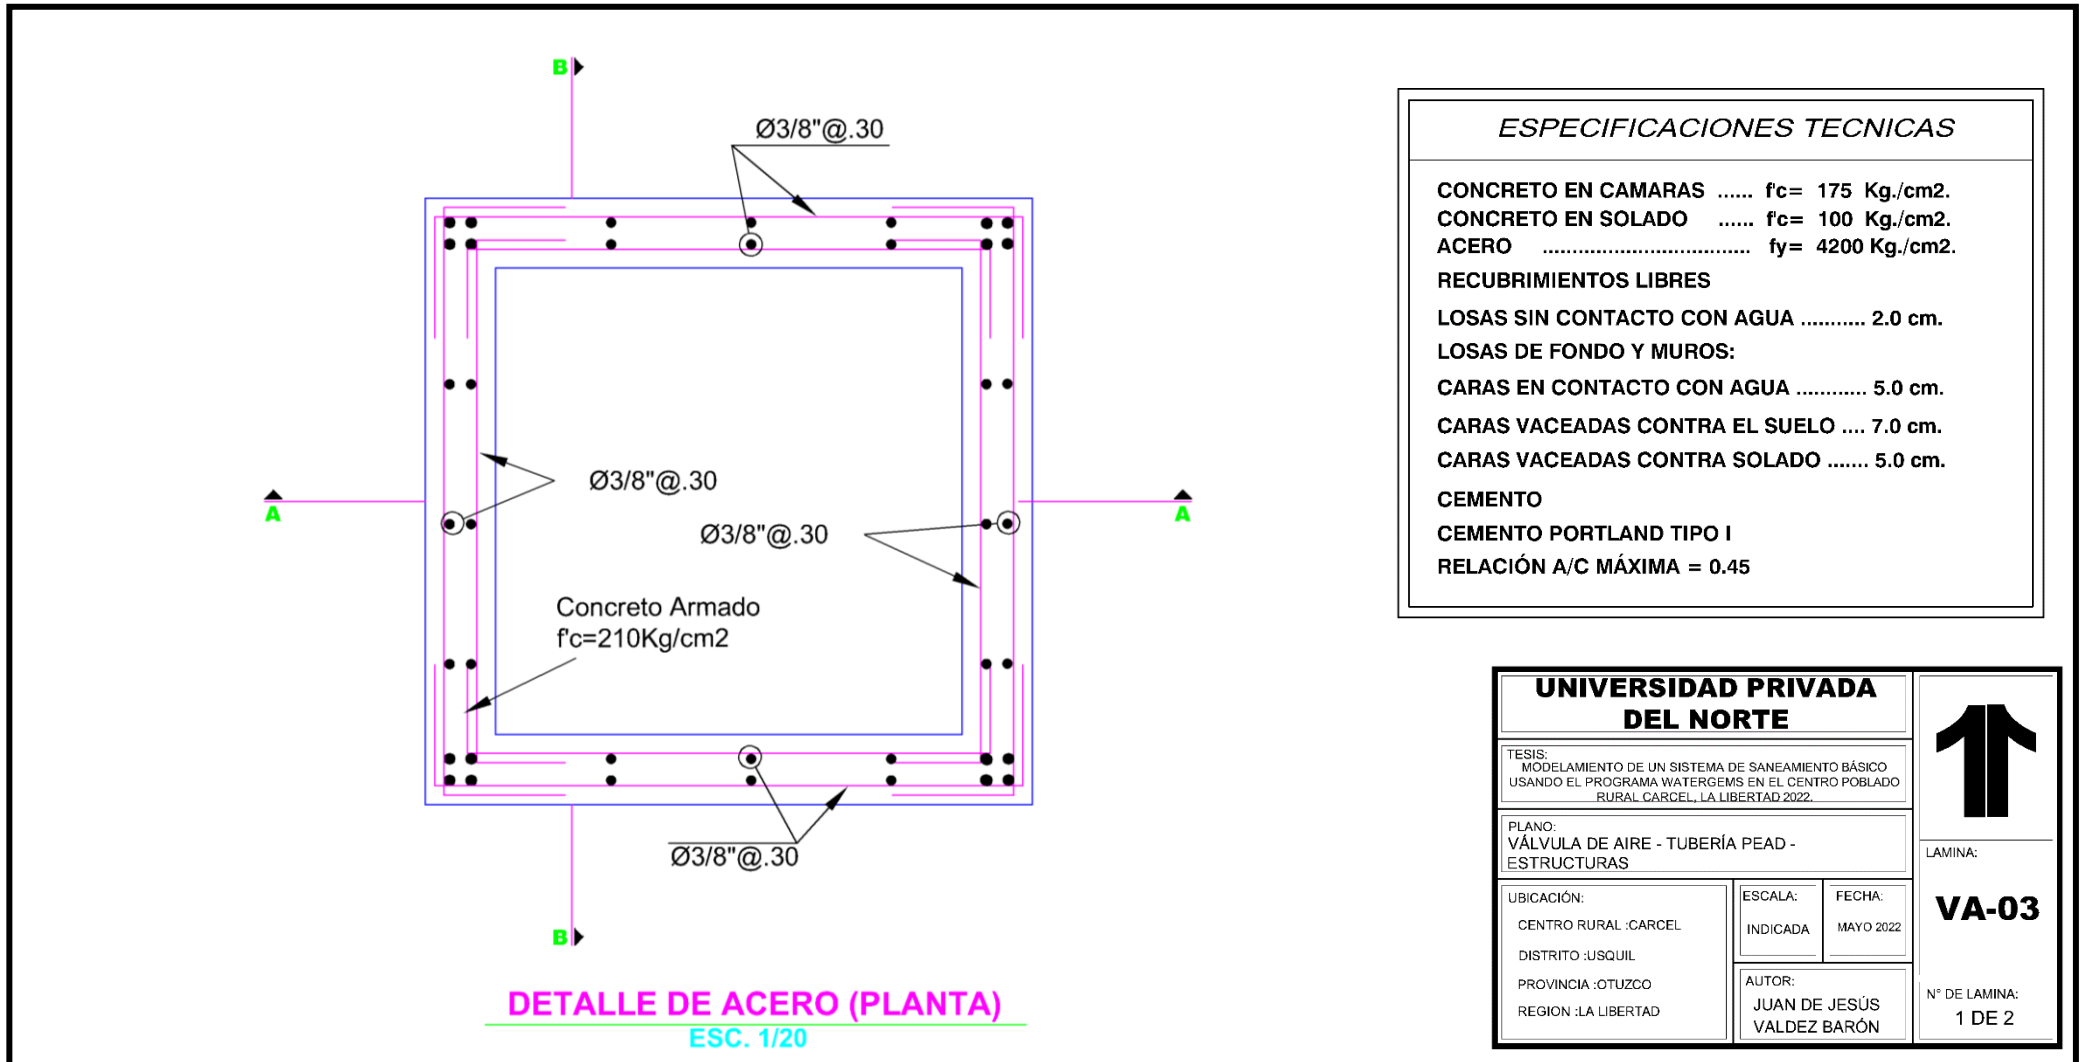 B
Ø3/8"@.30
Ø3/8"@.30
A
A
Ø3/8"@.30
Concreto Armado
f'c=210Kg/cm2
Ø3/8"@.30
B
DETALLE DE ACERO (PLANTA)
ESC. 1/20
ESPECIFICACIONES TECNICAS
CONCRETO EN CAMARAS ...... f'c= 175 Kg./cm2.
CONCRETO EN SOLADO ...... f'c= 100 Kg./cm2.
ACERO ................................... fy= 4200 Kg./cm2.
RECUBRIMIENTOS LIBRES
LOSAS SIN CONTACTO CON AGUA ........... 2.0 cm.
LOSAS DE FONDO Y MUROS:
CARAS EN CONTACTO CON AGUA ............ 5.0 cm.
CARAS VACEADAS CONTRA EL SUELO .... 7.0 cm.
CARAS VACEADAS CONTRA SOLADO ....... 5.0 cm.
CEMENTO
CEMENTO PORTLAND TIPO I
RELACIÓN A/C MÁXIMA = 0.45
UNIVERSIDAD PRIVADA
DEL NORTE
TESIS:
MODELAMIENTO DE UN SISTEMA DE SANEAMIENTO BÁSICO
USANDO EL PROGRAMA WATERGEMS EN EL CENTRO POBLADO
RURAL CARCEL, LA LIBERTAD 2022.
PLANO:
VÁLVULA DE AIRE - TUBERÍA PEAD -
ESTRUCTURAS
UBICACIÓN:
CENTRO RURAL :CARCEL
DISTRITO :USQUIL
PROVINCIA :OTUZCO
REGION :LA LIBERTAD
ESCALA:
INDICADA
FECHA:
MAYO 2022
AUTOR:
JUAN DE JESÚS
VALDEZ BARÓN
LAMINA:
VA-03
N° DE LAMINA:
1 DE 2